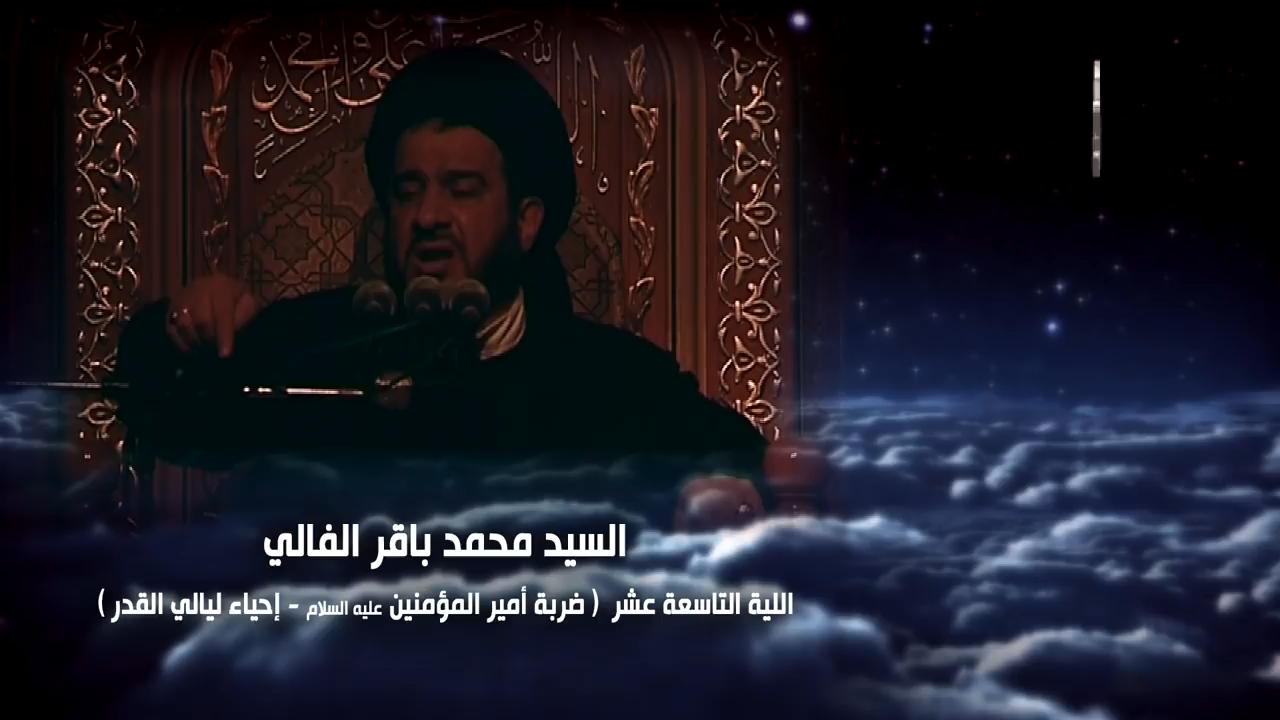 السيد محمد باقر الفالي
اللية التاسعة عشر ( ضربة أمير المؤمنين عليه السلام - إحياء ليالي القدر )